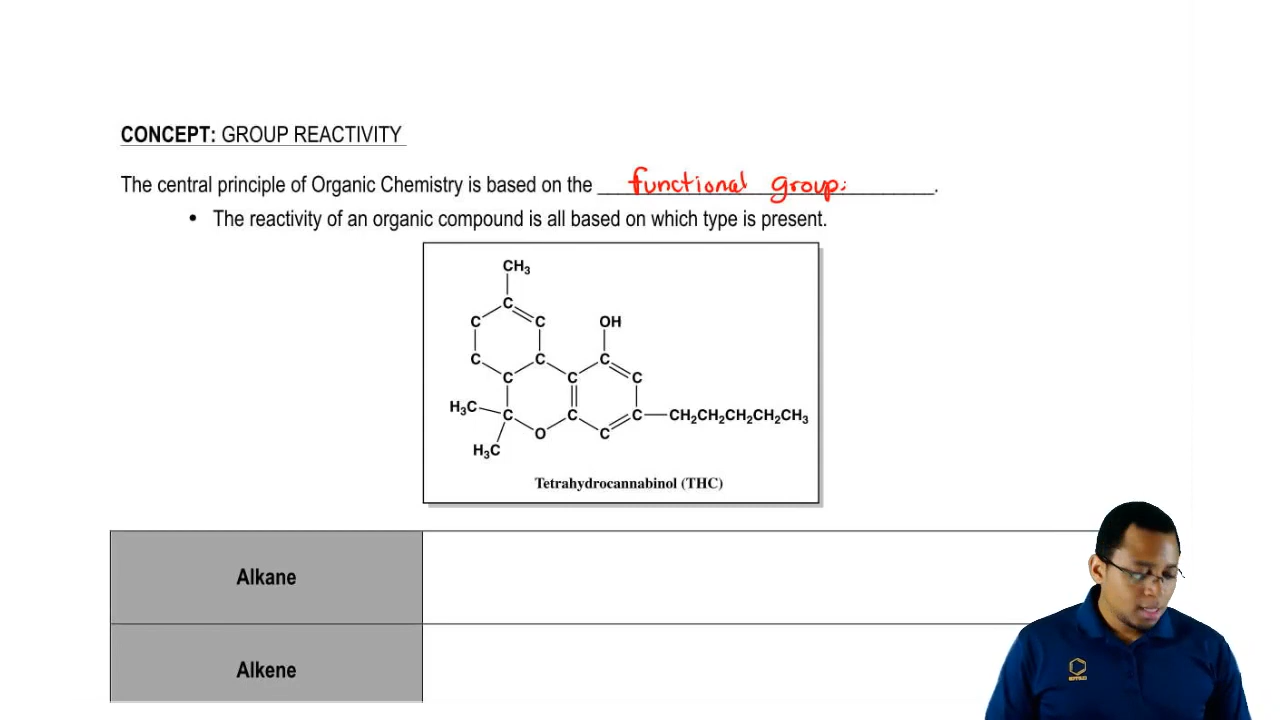 CONCEPT: GROUP REACTIVITY
The central principle of Organic Chemistry is based on the functional group.
• The reactivity of an organic compound is all based on which type is present.
CH3
C
C C OH
C C C
C C C
H3C C C C CH2CH2CH2CH2CH3
O C
H3C
Tetrahydrocannabinol (THC)
Alkane
Alkene